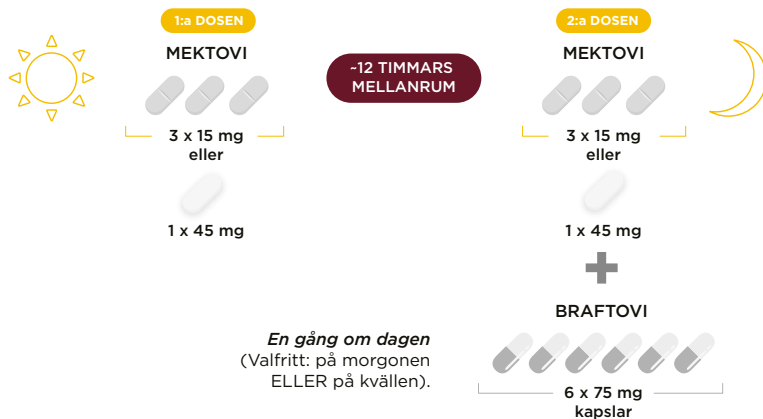 1:a DOSEN
MEKTOVI
3 x 15 mg
eller
1 x 45 mg
~12 TIMMARS
MELLANRUM
2:a DOSEN
MEKTOVI
3 x 15 mg
eller
1 x 45 mg
BRAFTOVI
En gång om dagen
(Valfritt: på morgonen
ELLER på kvällen).
6 x 75 mg
kapslar